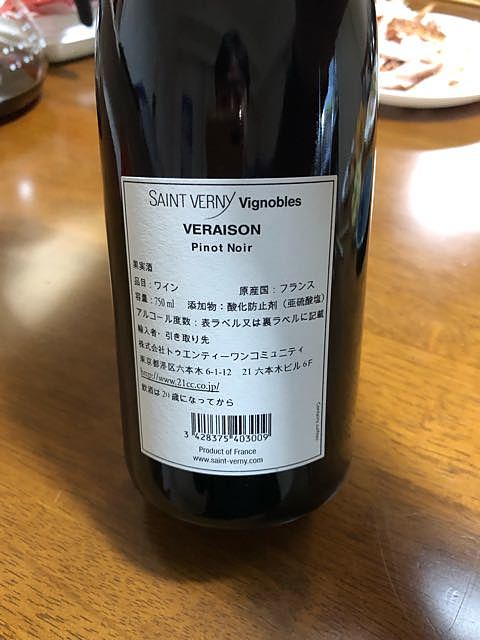 SAINT VERNY Vignobles
VERAISON
Pinot Noir
果実酒
品目：ワイン 原産国：フランス
容量：750 ml 添加物：酸化防止剤（亜硫酸塩）
アルコール度数：表ラベル又は裏ラベルに記載
輸入者・引き取り先
株式会社トゥエンティーワンコミュニティ
東京都港区六本木6-1-12 21 六本木ビル6F
http://www.21cc.co.jp/
飲酒は20歳になってから
3 428375 403009
Product of France
www.saint-verny.com
Contains sulfites